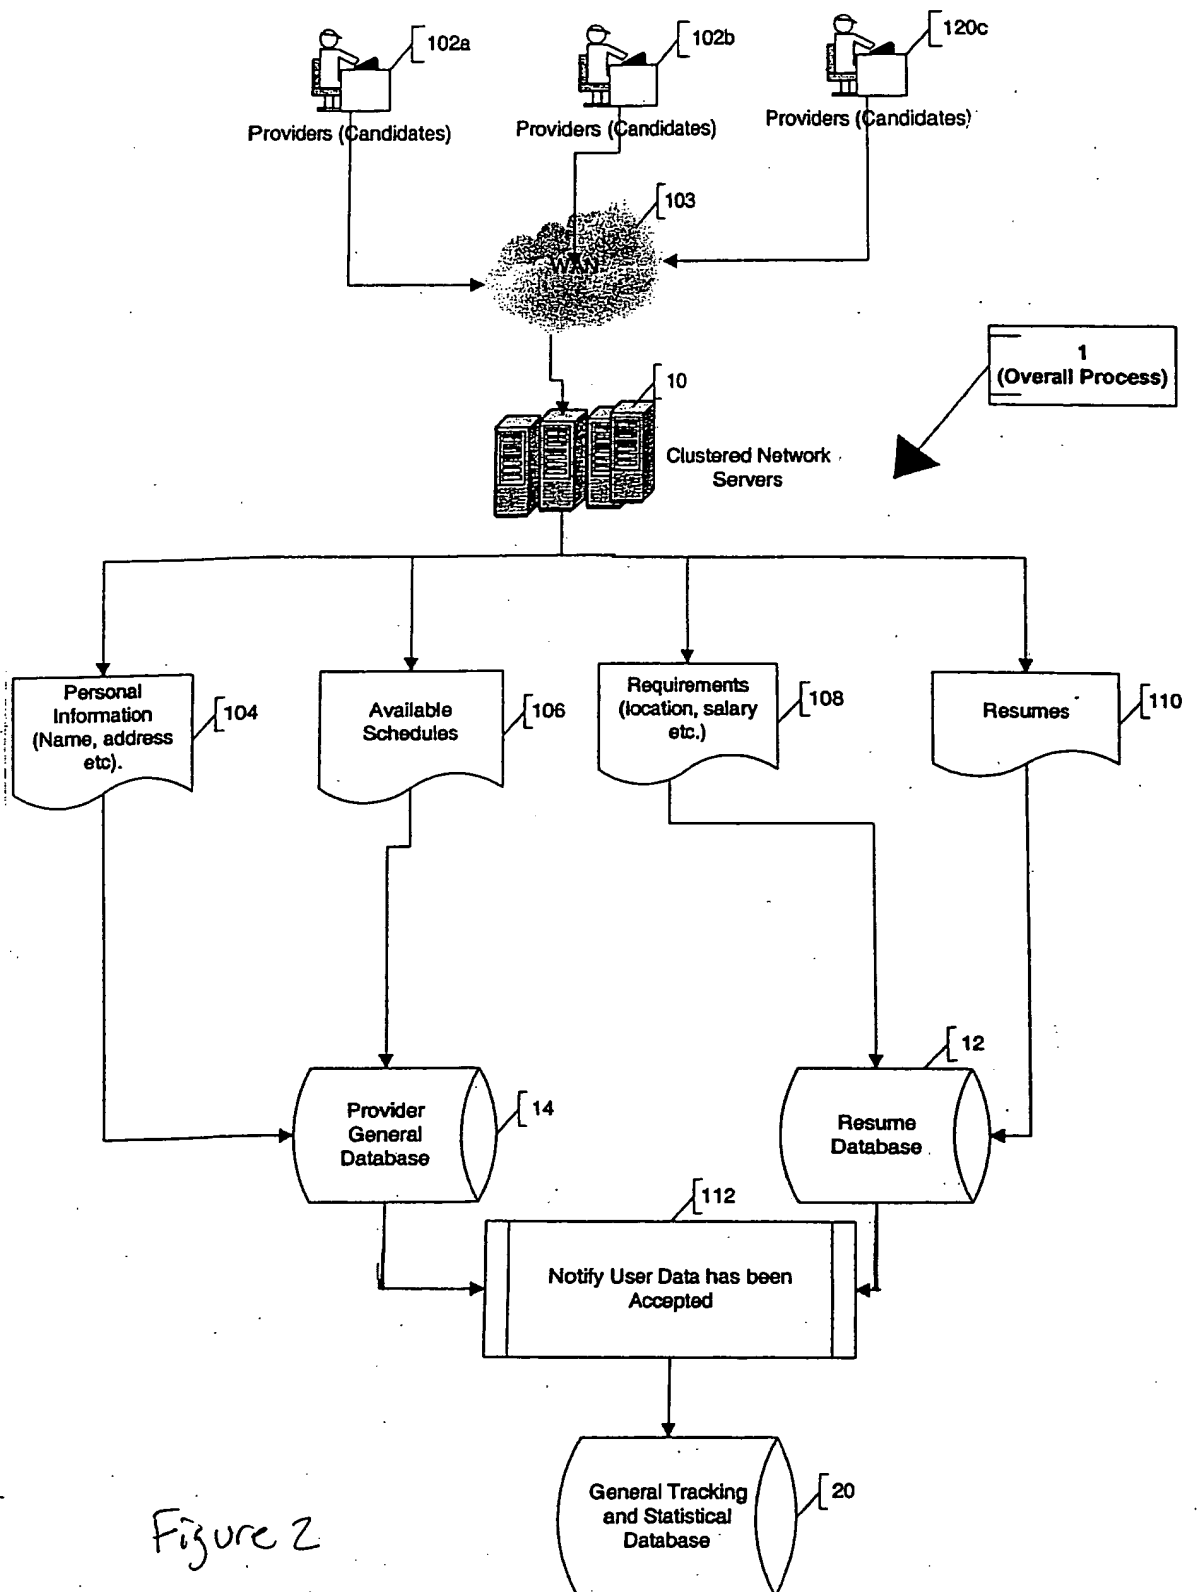 102a
102b
120c
Providers (Candidates)
Providers (Candidates)
Providers (Candidates)
103
WAN
1
(Overall Process)
10
Clustered Network
Servers
Personal
Information
(Name, address
etc).
104
Available
Schedules
106
Requirements
(location, salary
etc.)
108
Resumes
110
12
Provider
General
Database
14
Resume
Database
112
Notify User Data has been
Accepted
General Tracking
and Statistical
Database
20
Figure 2